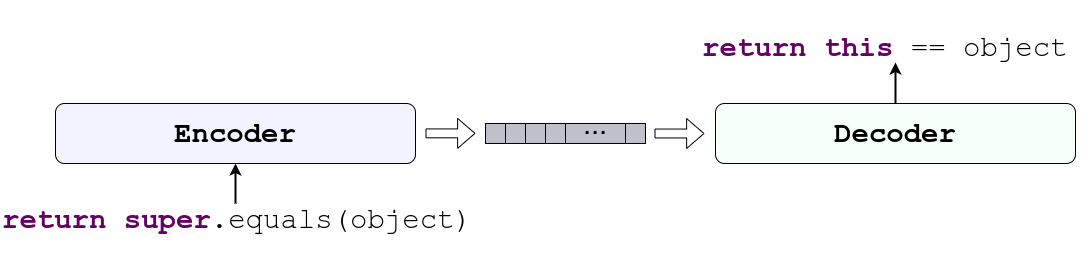 return this == object
Encoder
...
Decoder
return super.equals(object)